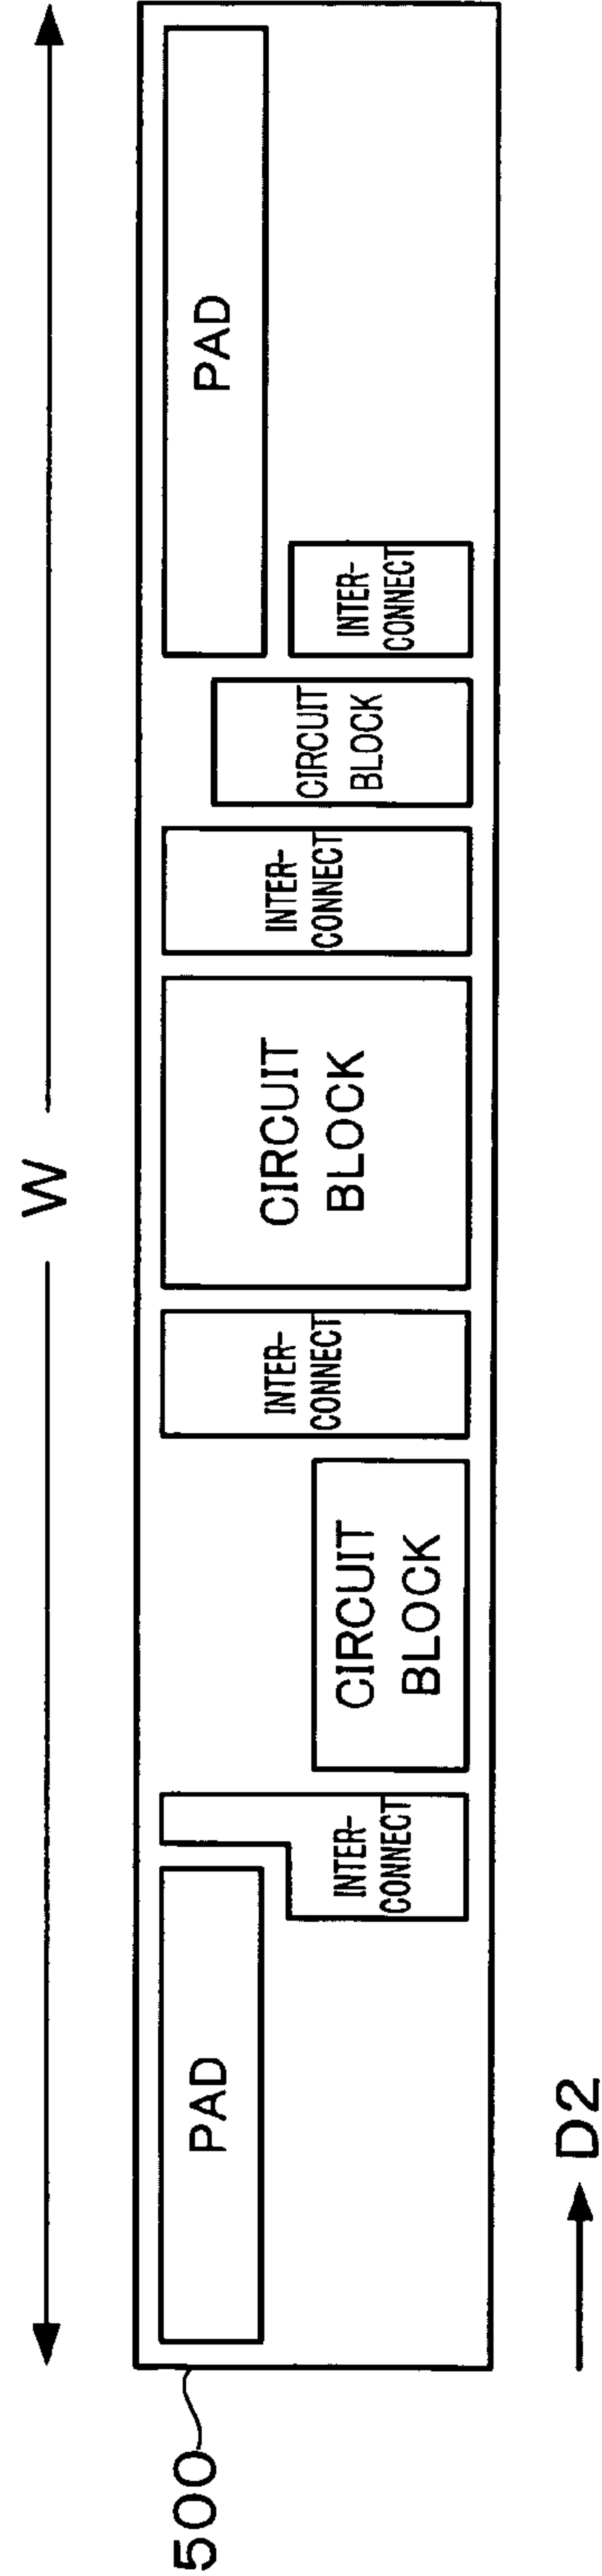 W
500
PAD
INTER-
CONNECT
CIRCUIT
BLOCK
INTER-
CONNECT
CIRCUIT
BLOCK
INTER-
CONNECT
CIRCUIT
BLOCK
INTER-
CONNECT
PAD
D2